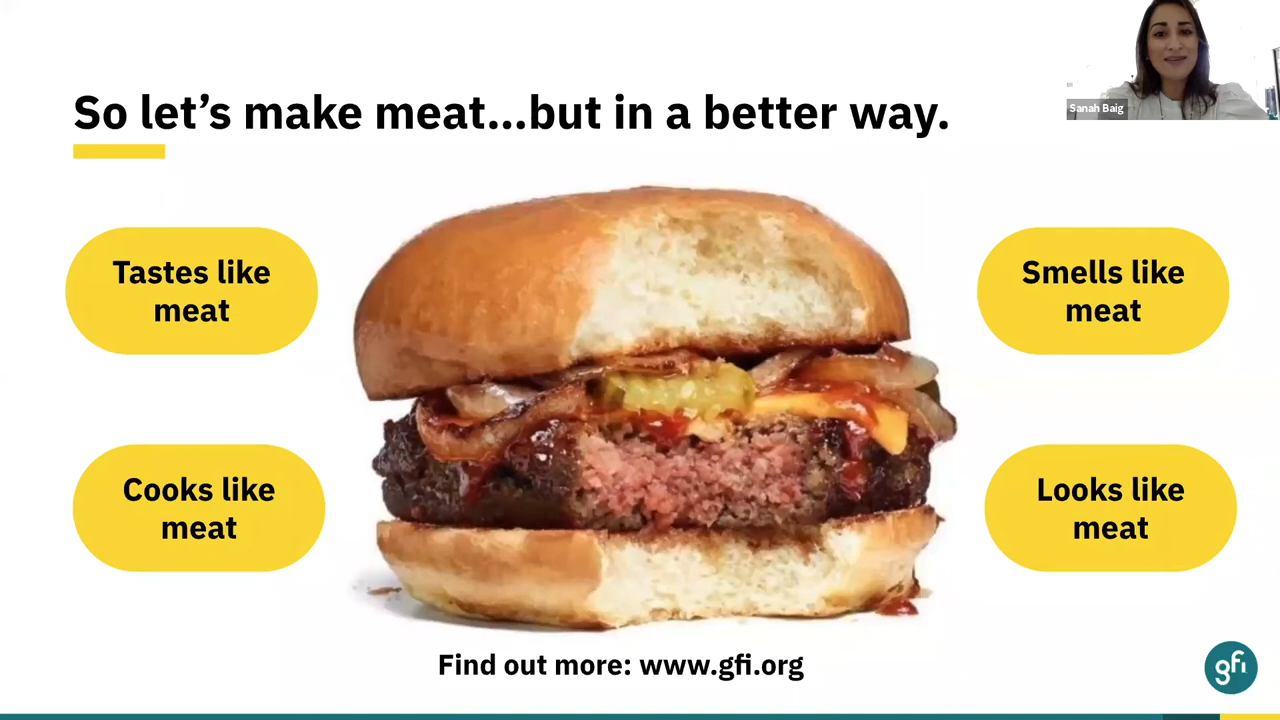 Sanah Baig
So let's make meat...but in a better way.
Tastes like
meat
Smells like
meat
Cooks like
meat
Looks like
meat
Find out more: www.gfi.org
gfi